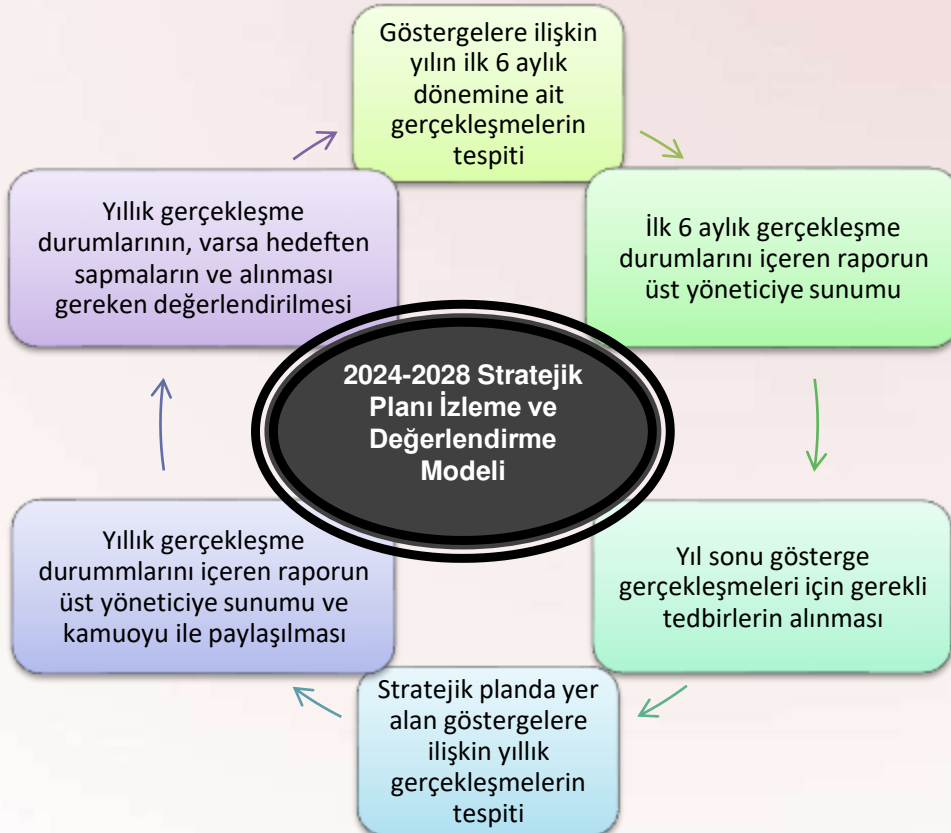 Göstergelere ilişkin
yılın ilk 6 aylık
dönemine ait
gerçekleşmelerin
tespiti
İlk 6 aylık gerçekleşme
durumlarını içeren raporun
üst yöneticiye sunumu
Yıl sonu gösterge
gerçekleşmeleri için gerekli
tedbirlerin alınması
Stratejik planda yer
alan göstergelere
ilişkin yıllık
gerçekleşmelerin
tespiti
Yıllık gerçekleşme
durummlarını içeren raporun
üst yöneticiye sunumu ve
kamuoyu ile paylaşılması
Yıllık gerçekleşme
durumlarının, varsa hedeften
sapmaların ve alınması
gereken değerlendirilmesi
2024-2028 Stratejik
Planı İzleme ve
Değerlendirme
Modeli